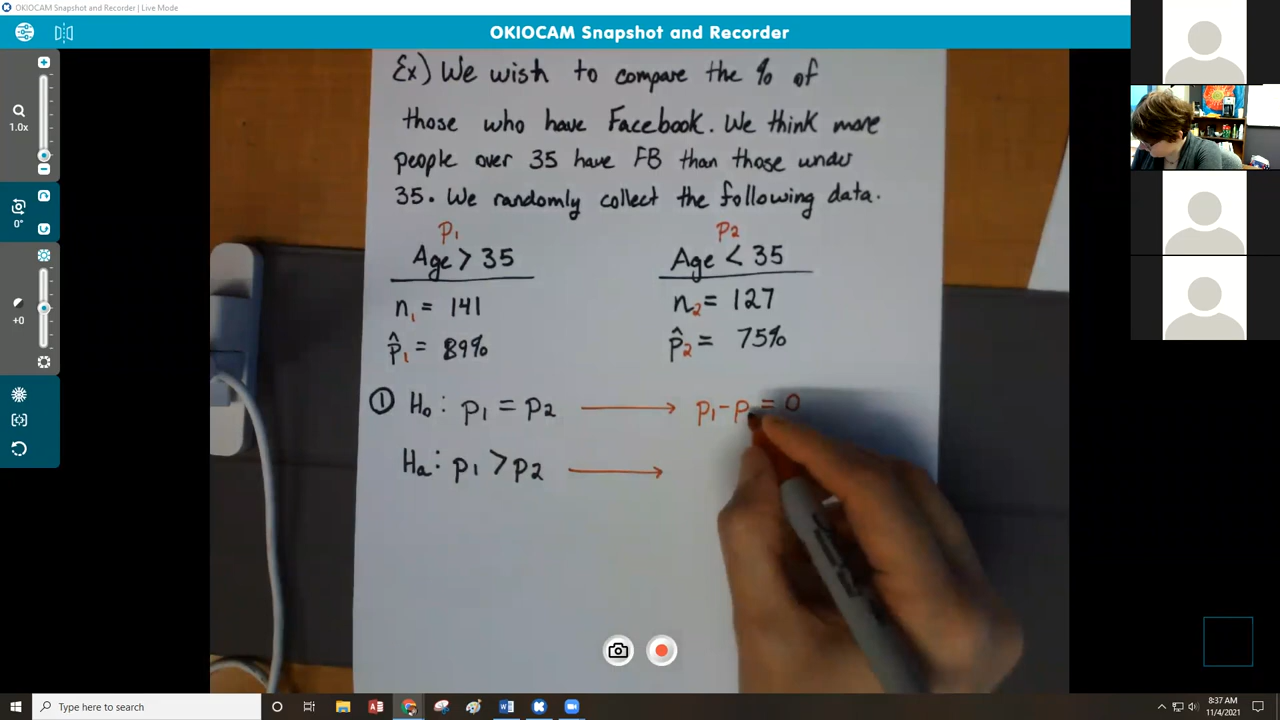 OKIOCAM Snapshot and Recorder | Live Mode
OKIOCAM Snapshot and Recorder
1.0x
0°
+0
Ex) We wish to compare the % of
those who have Facebook. We think more
people over 35 have FB than those under
35. We randomly collect the following data.
p1 p2
Age > 35 Age < 35
n1 = 141 n2 = 127
p̂1 = 89% p̂2 = 75%
① Ho: p1 = p2 → p1 - p = 0
Ha: p1 > p2 →
Type here to search
8:37 AM
11/4/2021